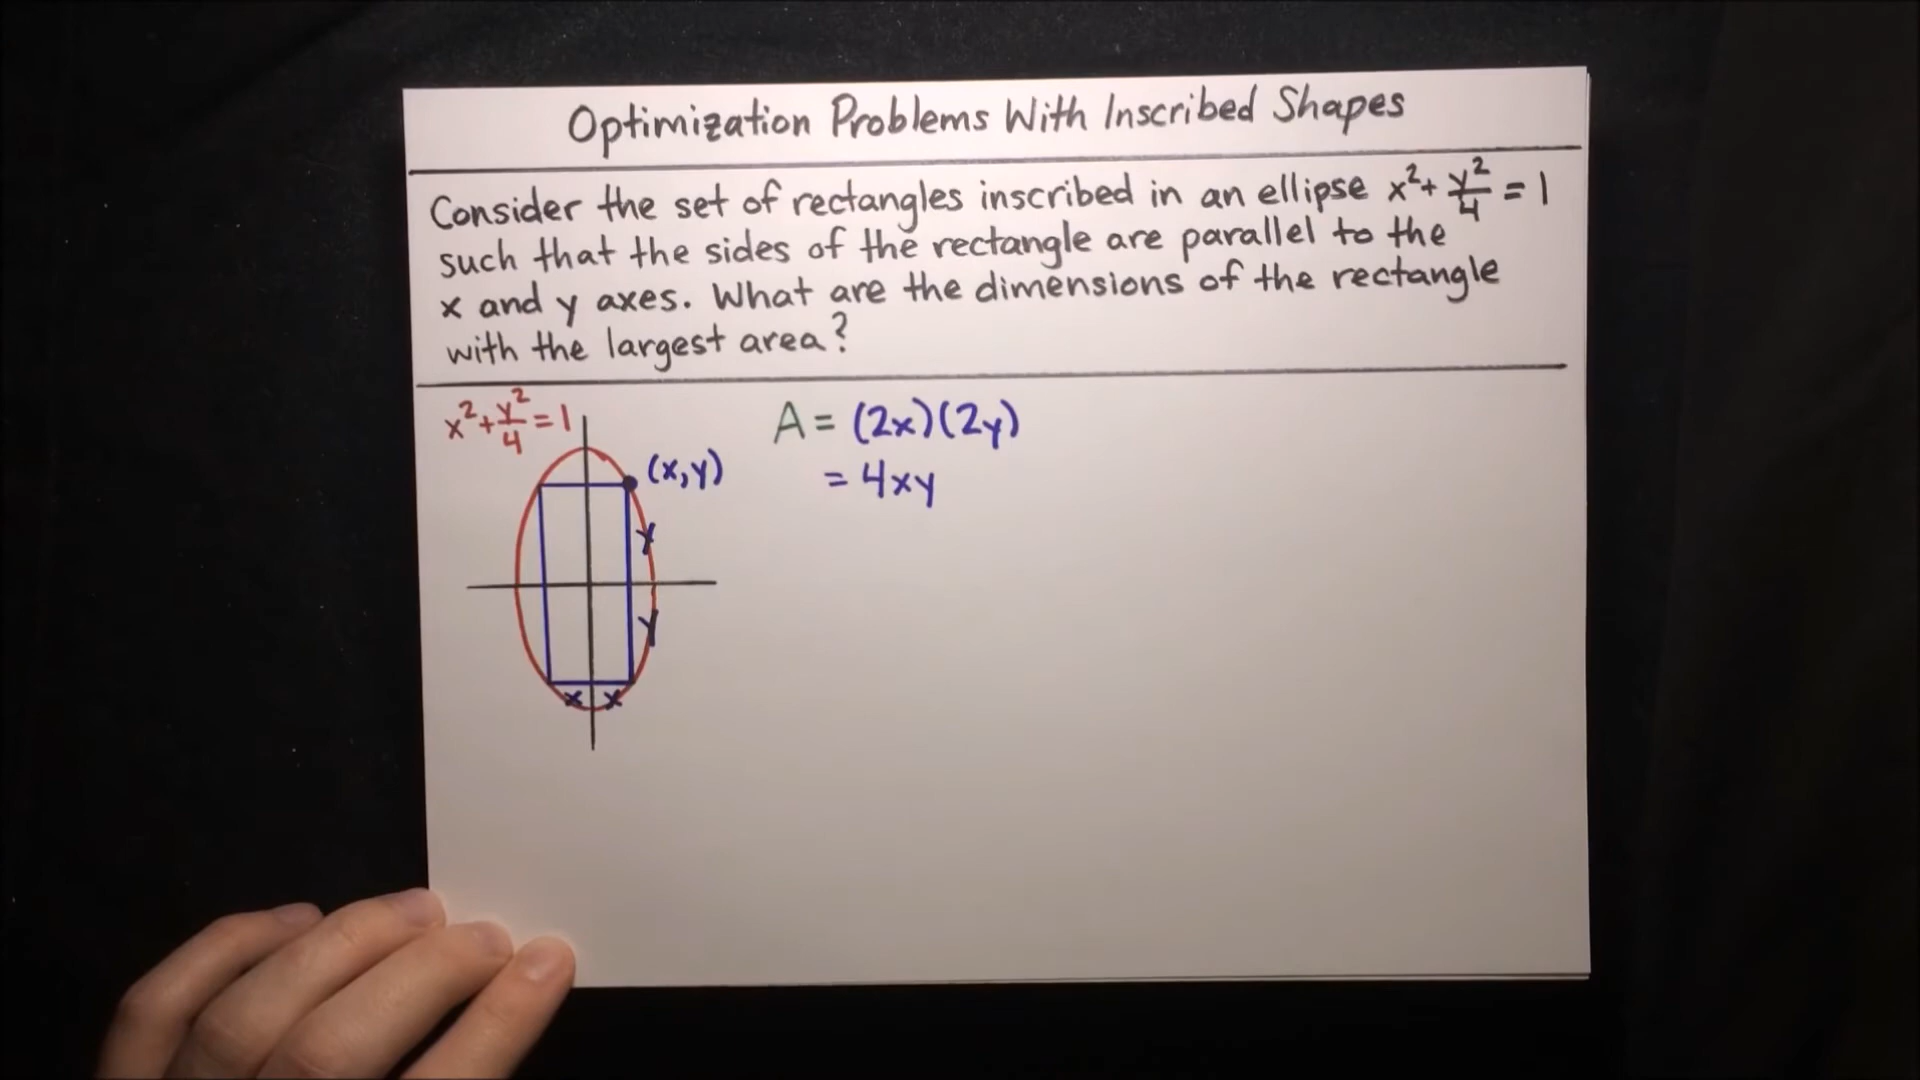 Optimization Problems With Inscribed Shapes
Consider the set of rectangles inscribed in an ellipse x² + y²/4 = 1
such that the sides of the rectangle are parallel to the
x and y axes. What are the dimensions of the rectangle
with the largest area?
x² + y²/4 = 1
A = (2x)(2y)
(x,y)
= 4xy
y
y
x x